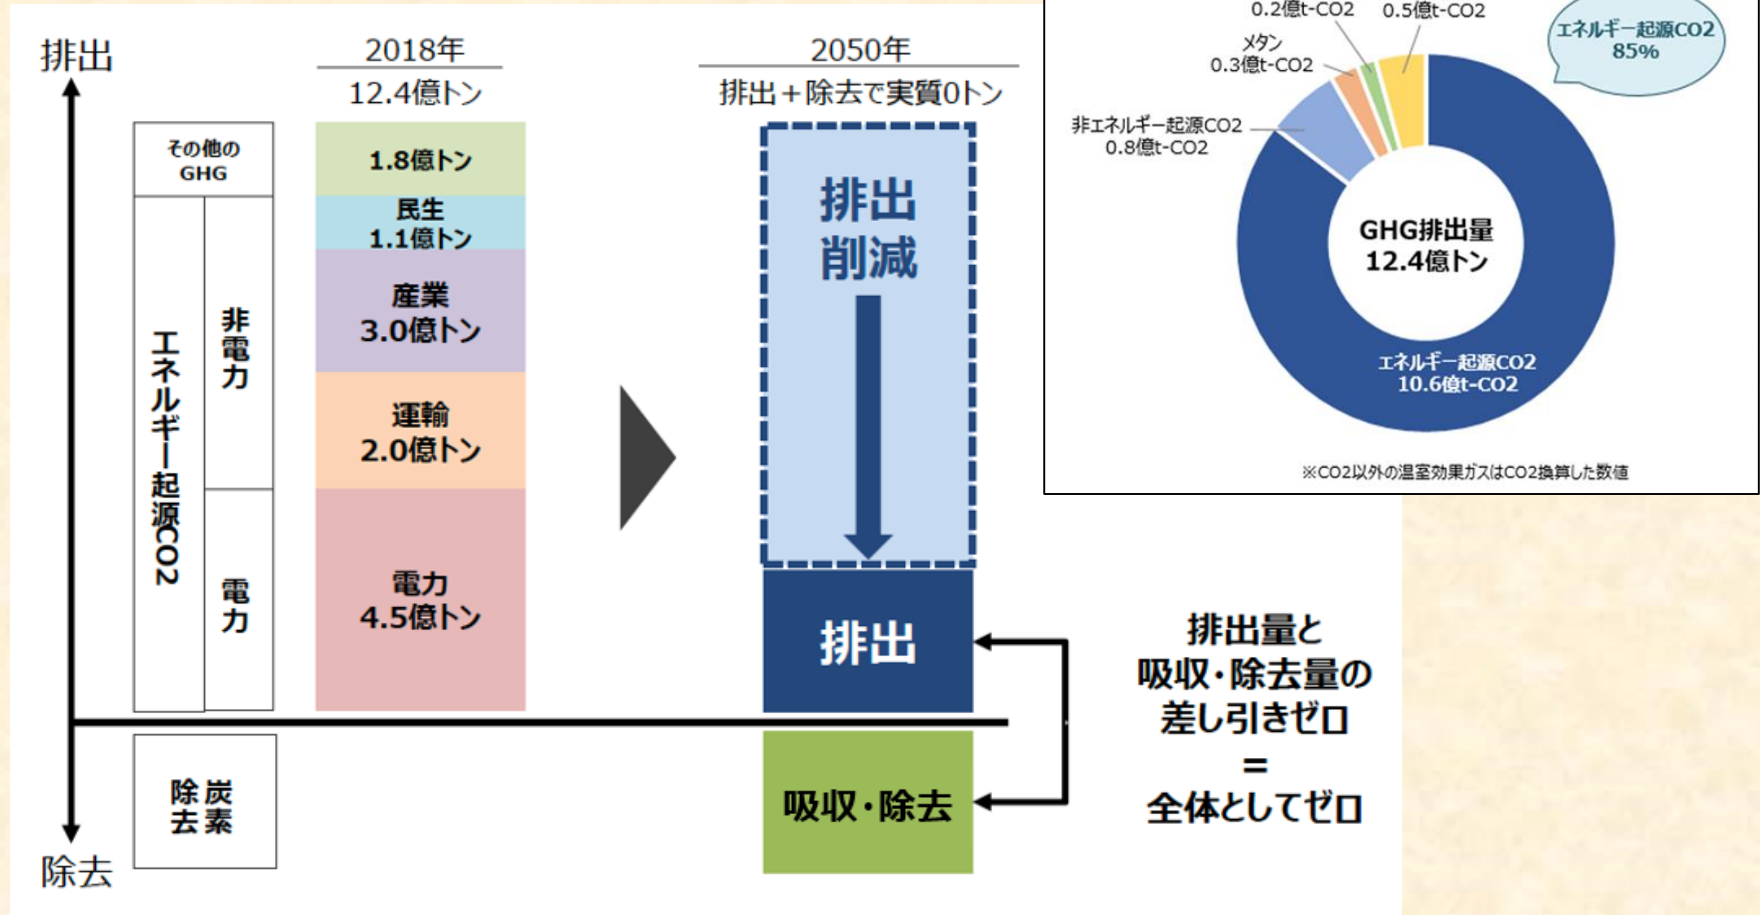 排出
2018年
12.4億トン
2050年
排出＋除去で実質0トン
その他の
GHG
エネルギー起源CO2
非電力
電力
1.8億トン
民生
1.1億トン
産業
3.0億トン
運輸
2.0億トン
電力
4.5億トン
排出
削減
排出
吸収・除去
炭素
除去
除去
排出量と
吸収・除去量の
差し引きゼロ
＝
全体としてゼロ
0.2億t-CO2
0.5億t-CO2
メタン
0.3億t-CO2
非エネルギー起源CO2
0.8億t-CO2
エネルギー起源CO2
85%
GHG排出量
12.4億トン
エネルギー起源CO2
10.6億t-CO2
※CO2以外の温室効果ガスはCO2換算した数値